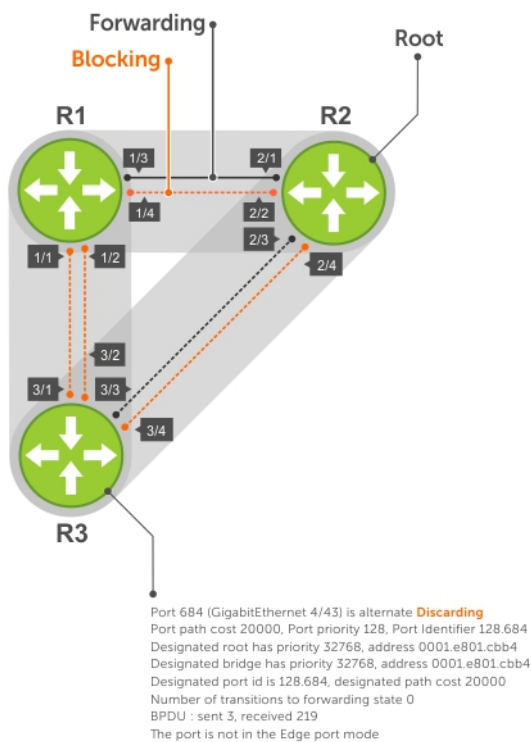 Forwarding
Blocking
Root
R1
R2
1/3
2/1
1/4
2/2
2/3
1/1
1/2
2/4
3/2
3/1
3/3
3/4
R3
Port 684 (GigabitEthernet 4/43) is alternate Discarding
Port path cost 20000, Port priority 128, Port Identifier 128.684
Designated root has priority 32768, address 0001.e801.cbb4
Designated bridge has priority 32768, address 0001.e801.cbb4
Designated port id is 128.684, designated path cost 20000
Number of transitions to forwarding state 0
BPDU : sent 3, received 219
The port is not in the Edge port mode